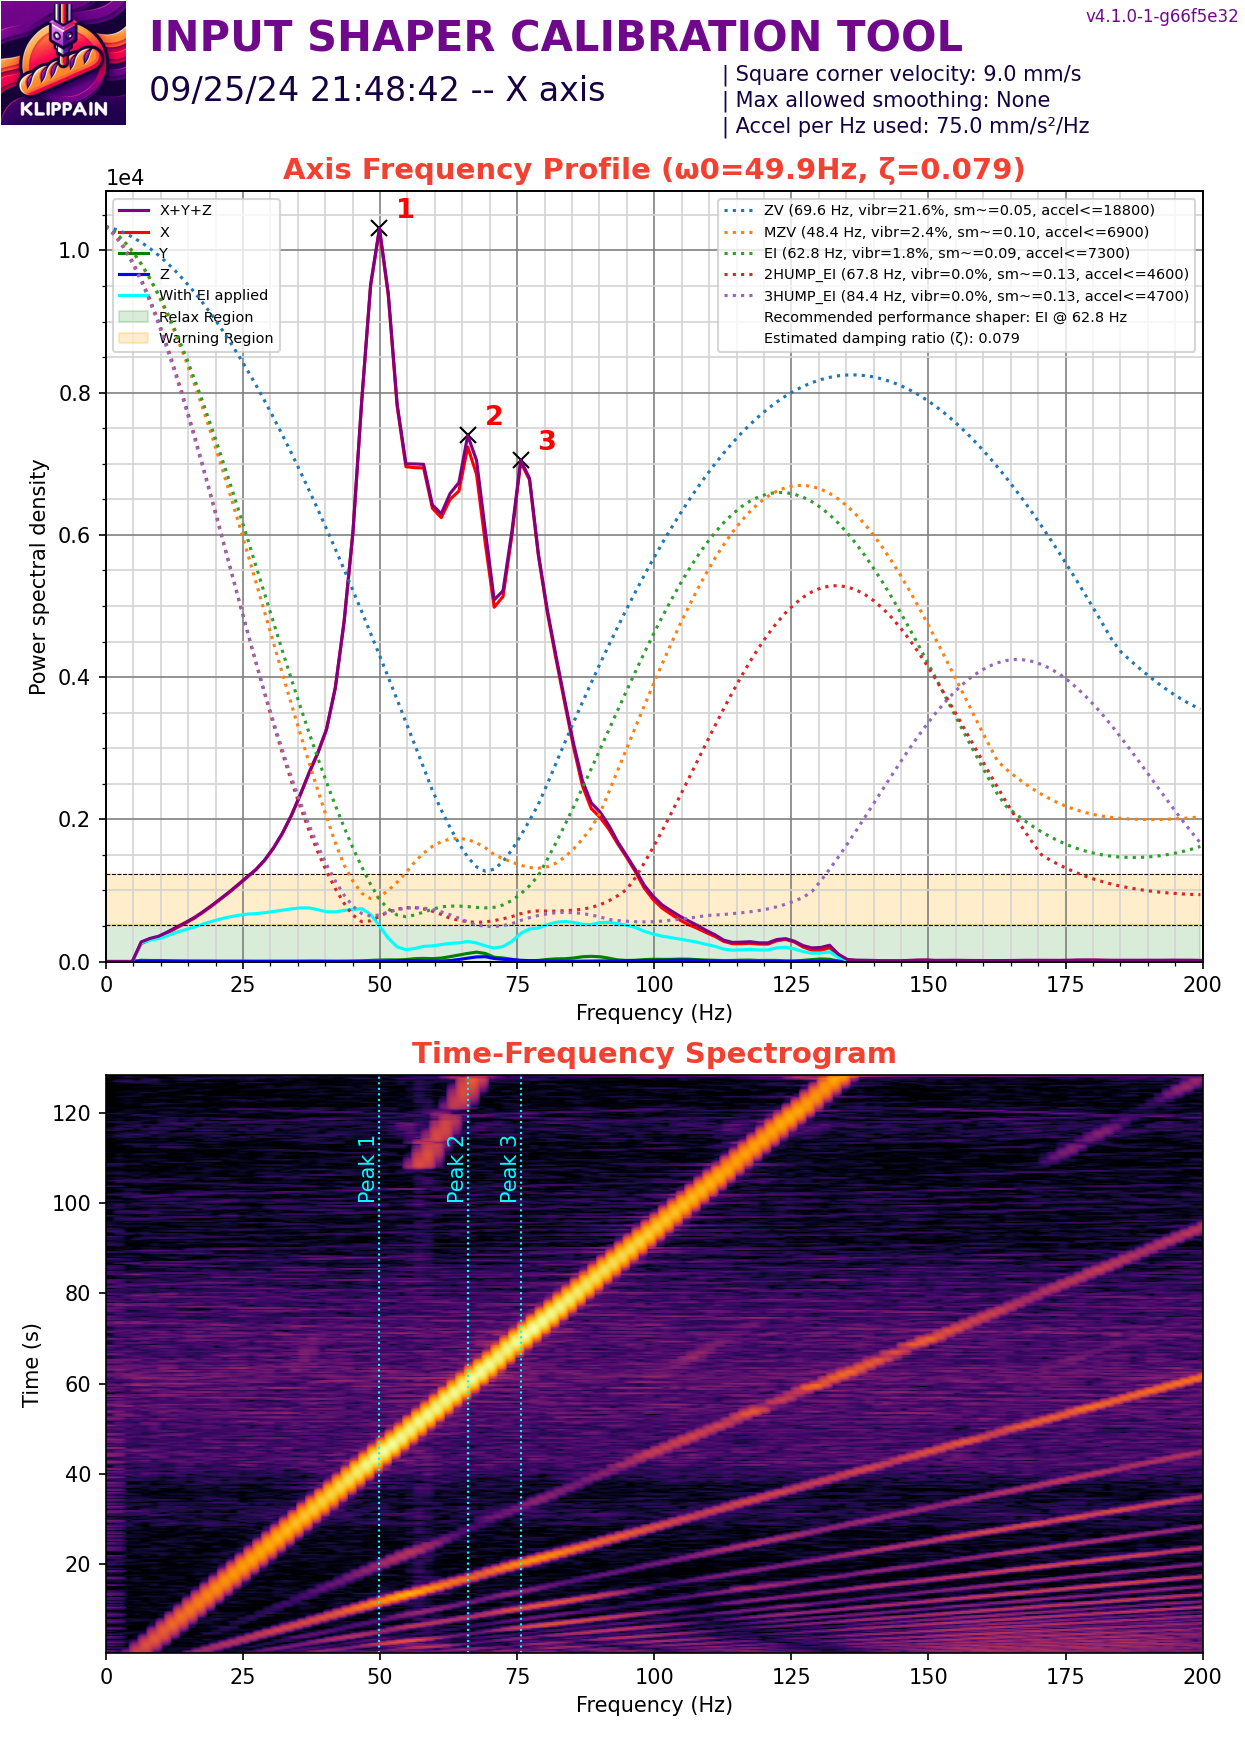 v4.1.0-1-g66f5e32
INPUT SHAPER CALIBRATION TOOL
KLIPPAIN
09/25/24 21:48:42 -- X axis
| Square corner velocity: 9.0 mm/s
| Max allowed smoothing: None
| Accel per Hz used: 75.0 mm/s²/Hz
Axis Frequency Profile (ω0=49.9Hz, ζ=0.079)
1e4
X+Y+Z
X
Y
Z
With EI applied
Relax Region
Warning Region
ZV (69.6 Hz, vibr=21.6%, sm~=0.05, accel<=18800)
MZV (48.4 Hz, vibr=2.4%, sm~=0.10, accel<=6900)
EI (62.8 Hz, vibr=1.8%, sm~=0.09, accel<=7300)
2HUMP_EI (67.8 Hz, vibr=0.0%, sm~=0.13, accel<=4600)
3HUMP_EI (84.4 Hz, vibr=0.0%, sm~=0.13, accel<=4700)
Recommended performance shaper: EI @ 62.8 Hz
Estimated damping ratio (ζ): 0.079
1
2
3
1.0
0.8
0.6
0.4
0.2
0.0
Power spectral density
0 25 50 75 100 125 150 175 200
Frequency (Hz)
Time-Frequency Spectrogram
120
100
80
60
40
20
Time (s)
Peak 1
Peak 2
Peak 3
0 25 50 75 100 125 150 175 200
Frequency (Hz)